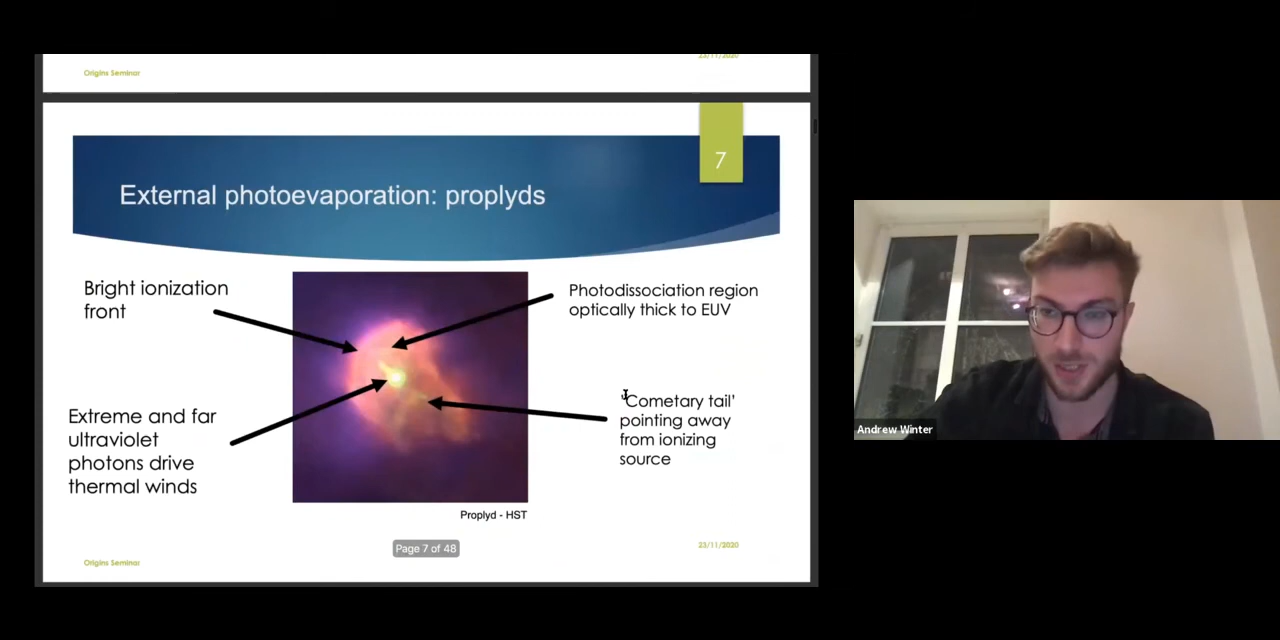 23/11/2020
Origins Seminar
7
External photoevaporation: proplyds
Bright ionization
front
Photodissociation region
optically thick to EUV
Extreme and far
ultraviolet
photons drive
thermal winds
'Cometary tail'
pointing away
from ionizing
source
Proplyd - HST
Page 7 of 48
23/11/2020
Origins Seminar
Andrew Winter